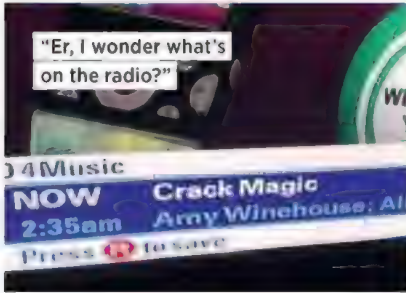 "Er, I wonder what's
on the radio?"
4Music
NOW Crack Magic
2:35am Amy Winehouse: Al
Press R to save